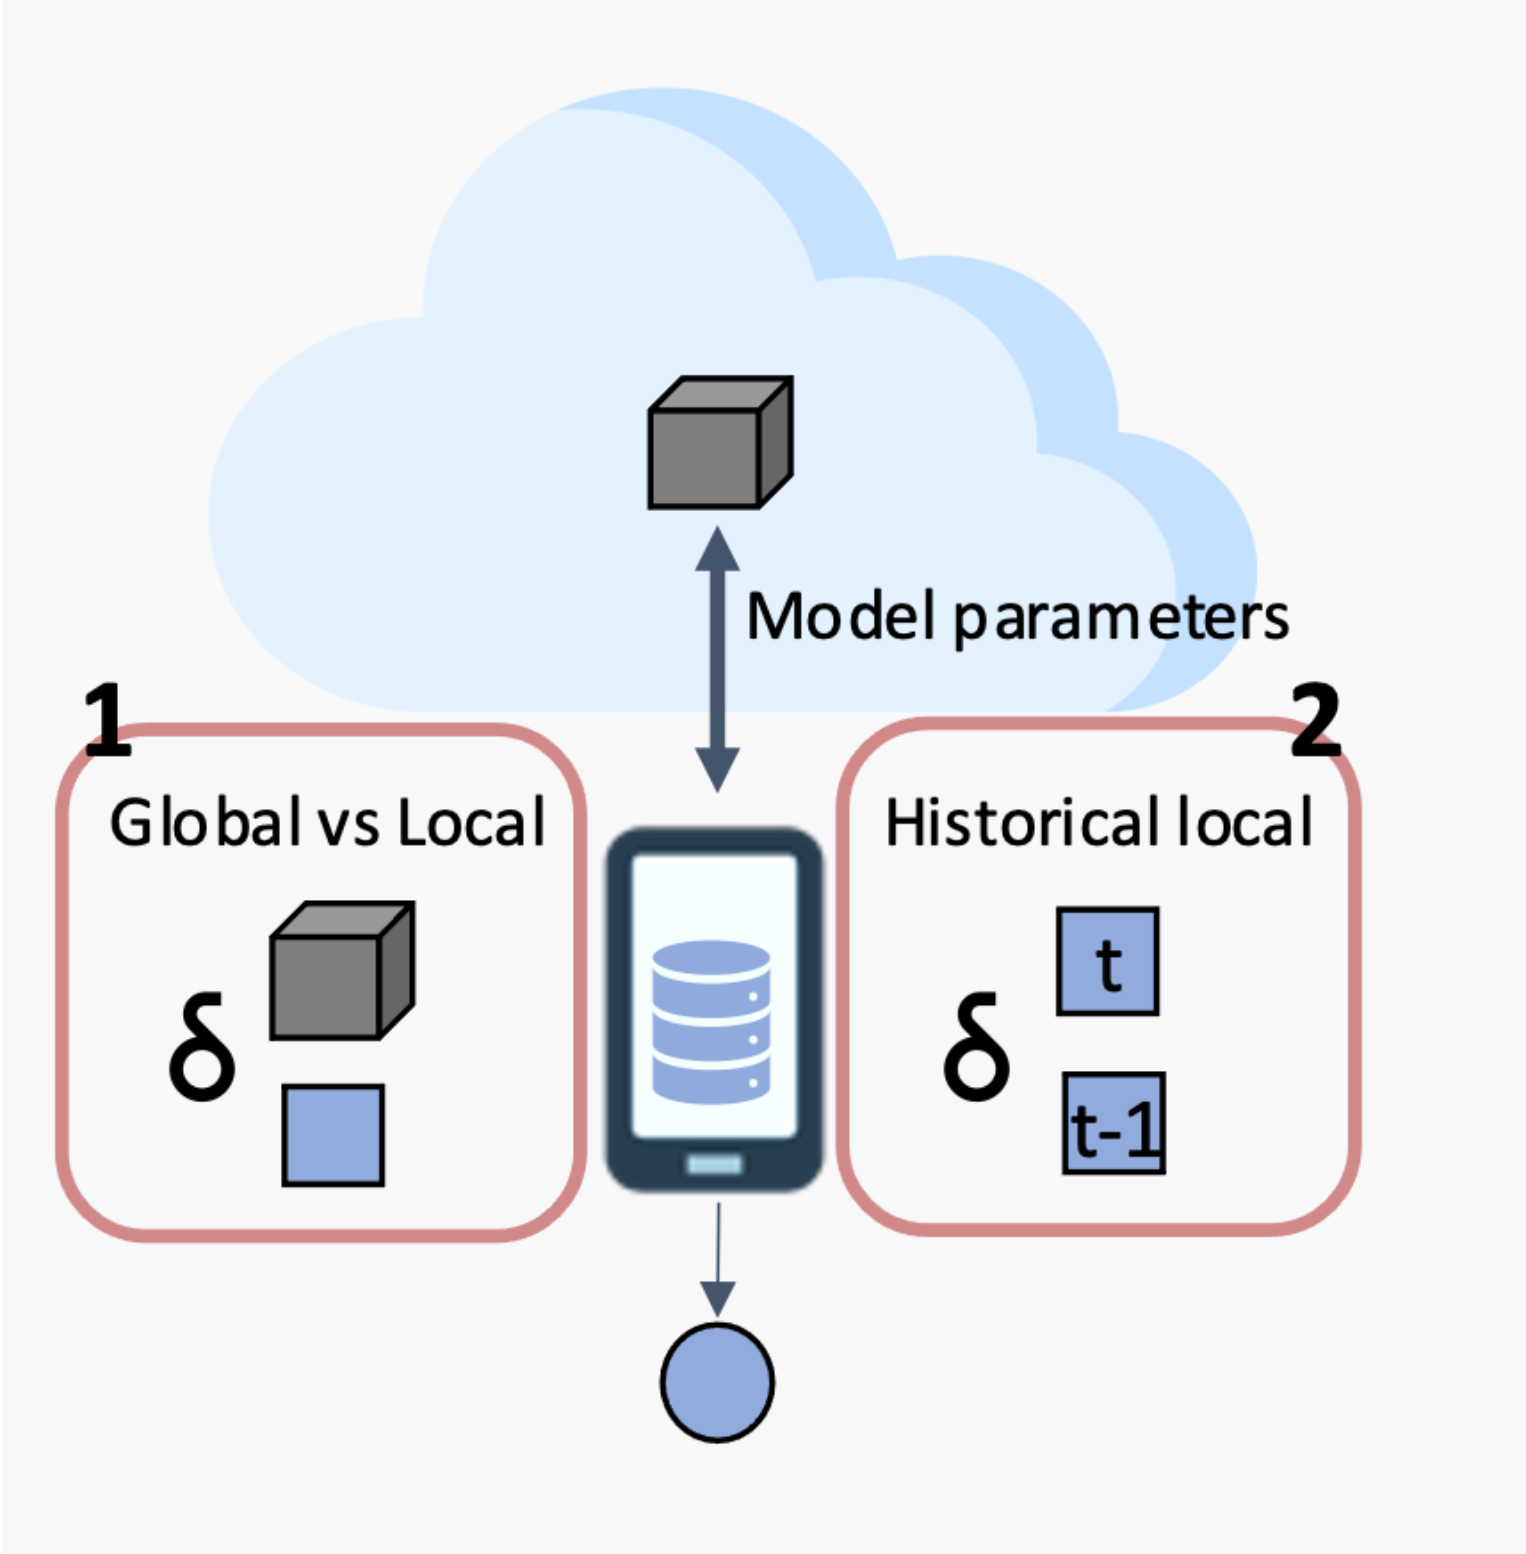 Model parameters
1
Global vs Local
δ
2
Historical local
δ
t
t-1